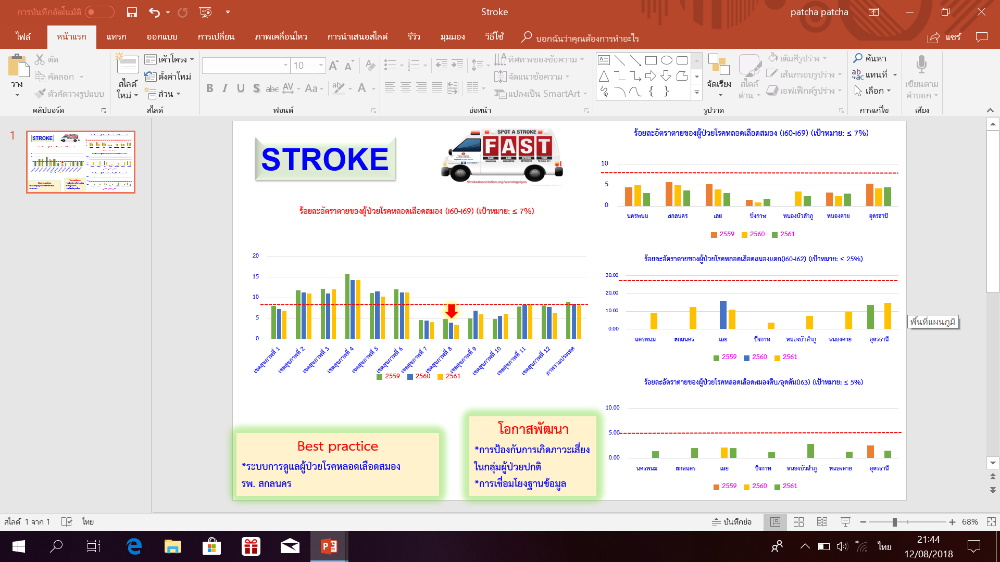 การบันทึกอัตโนมัติ
Stroke
patcha patcha
ไฟล์
หน้าแรก
แทรก
ออกแบบ
การเปลี่ยน
ภาพเคลื่อนไหว
การนำเสนอสไลด์
รีวิว
มุมมอง
วิธีใช้
บอกฉันว่าคุณต้องการทำอะไร
แชร์
วาง
ตัด
คัดลอก
ตัวคัดวางรูปแบบ
คลิปบอร์ด
สไลด์
ใหม่
เค้าโครง
ตั้งค่าใหม่
ส่วน
สไลด์
10
B I U S abc AV Aa A
ฟอนต์
ทิศทางของข้อความ
จัดแนวข้อความ
แปลงเป็น SmartArt
ย่อหน้า
จัดเรียง
สไตล์
ด่วน
เติมสีรูปร่าง
เส้นกรอบรูปร่าง
เอฟเฟ็กต์รูปร่าง
รูปวาด
ค้นหา
แทนที่
เลือก
การแก้ไข
เขียนตาม
คำบอก
เสียง
1
STROKE
SPOT A STROKE
FAST
FACE ARM SPEECH TIME
DROOPING WEAKNESS DIFFICULTY TO CALL 911
StrokeAssociation.org/warningsigns
ร้อยละอัตราตายของผู้ป่วยโรคหลอดเลือดสมอง (I60-I69) (เป้าหมาย: ≤ 7%)
20
15
10
5
0
เขตสุขภาพที่ 1
เขตสุขภาพที่ 2
เขตสุขภาพที่ 3
เขตสุขภาพที่ 4
เขตสุขภาพที่ 5
เขตสุขภาพที่ 6
เขตสุขภาพที่ 7
เขตสุขภาพที่ 8
เขตสุขภาพที่ 9
เขตสุขภาพที่ 10
เขตสุขภาพที่ 11
เขตสุขภาพที่ 12
ภาพรวมประเทศ
2559 2560 2561
Best practice
*ระบบการดูแลผู้ป่วยโรคหลอดเลือดสมอง
รพ. สกลนคร
โอกาสพัฒนา
*การป้องกันการเกิดภาวะเสี่ยง
ในกลุ่มผู้ป่วยปกติ
*การเชื่อมโยงฐานข้อมูล
ร้อยละอัตราตายของผู้ป่วยโรคหลอดเลือดสมอง (I60-I69) (เป้าหมาย: ≤ 7%)
10
5
0
นครพนม สกลนคร เลย บึงกาฬ หนองบัวลำภู หนองคาย อุดรธานี
2559 2560 2561
ร้อยละอัตราตายของผู้ป่วยโรคหลอดเลือดสมองแตก(I60-I62) (เป้าหมาย: ≤ 25%)
30.00
20.00
10.00
0.00
นครพนม สกลนคร เลย บึงกาฬ หนองบัวลำภู หนองคาย อุดรธานี
2559 2560 2561
พื้นที่แผนภูมิ
ร้อยละอัตราตายของผู้ป่วยโรคหลอดเลือดสมองตีบ/อุดตัน(I63) (เป้าหมาย: ≤ 5%)
10.00
5.00
0.00
นครพนม สกลนคร เลย บึงกาฬ หนองบัวลำภู หนองคาย อุดรธานี
2559 2560 2561
สไลด์ 1 จาก 1
ไทย
บันทึกย่อ
68%
ไทย
21:44
12/08/2018